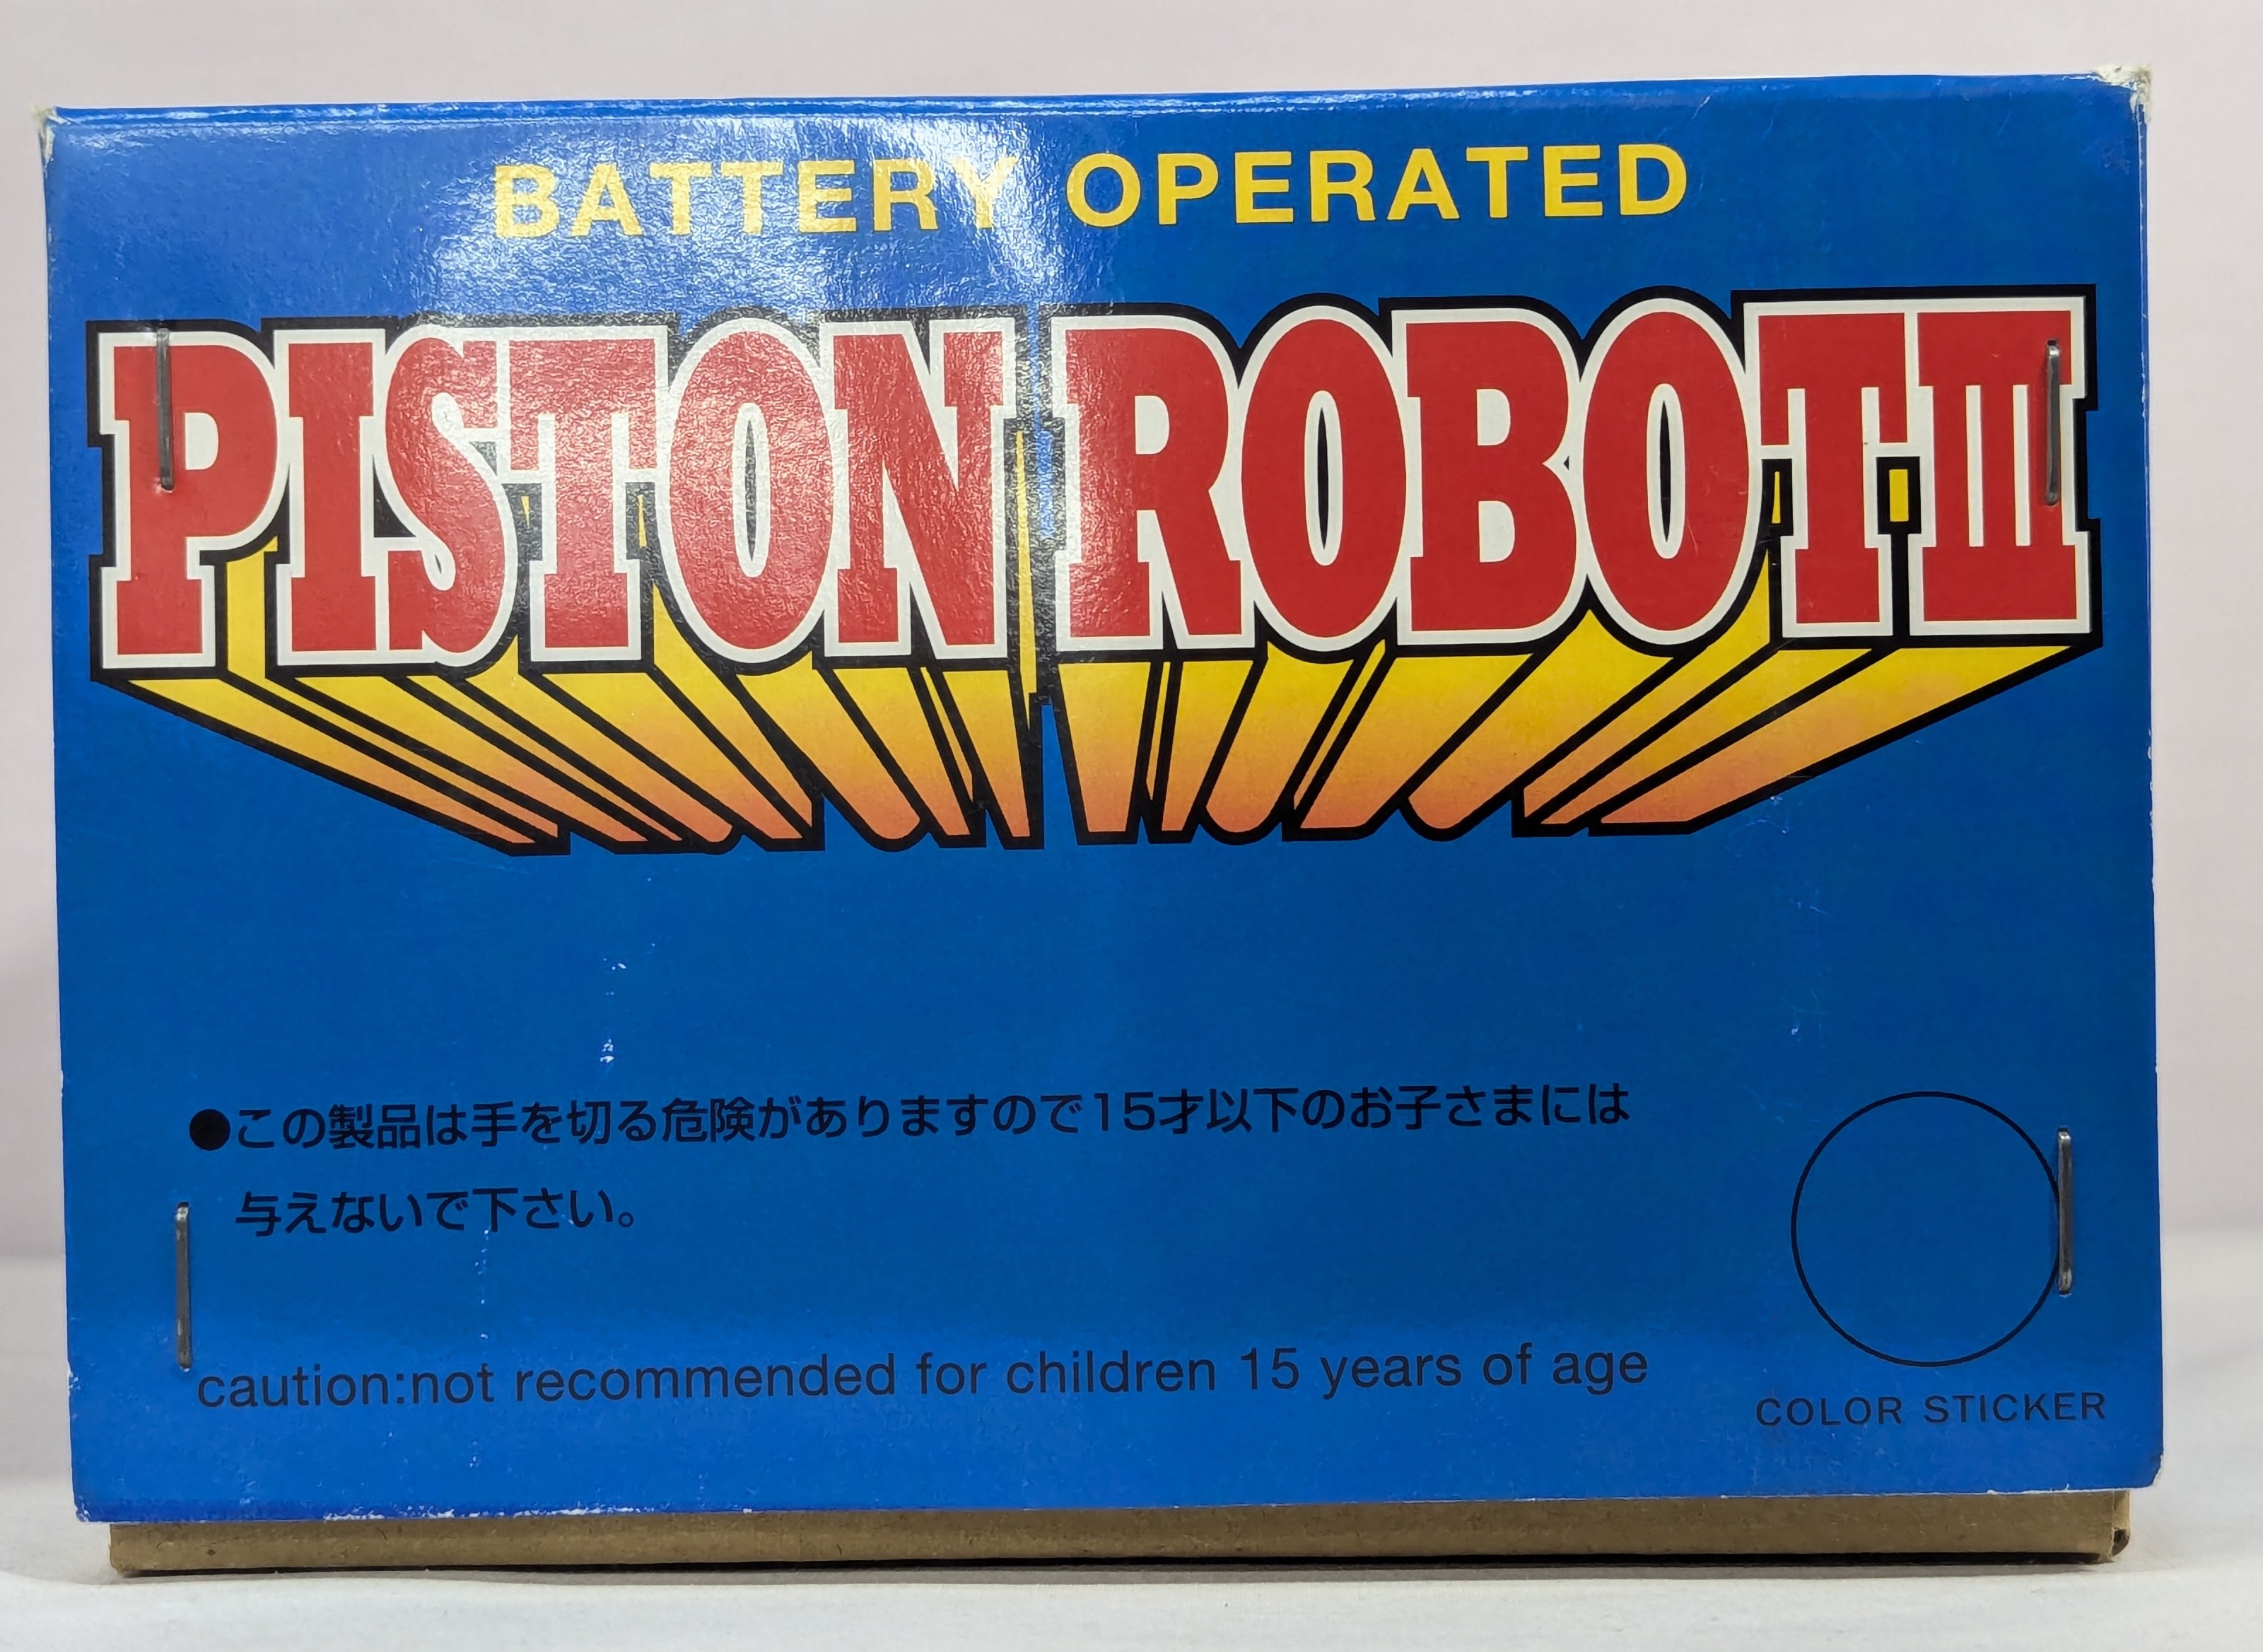 BATTERY OPERATED
PISTON ROBOT III
●この製品は手を切る危険がありますので15才以下のお子さまには
与えないで下さい。
caution:not recommended for children 15 years of age
COLOR STICKER